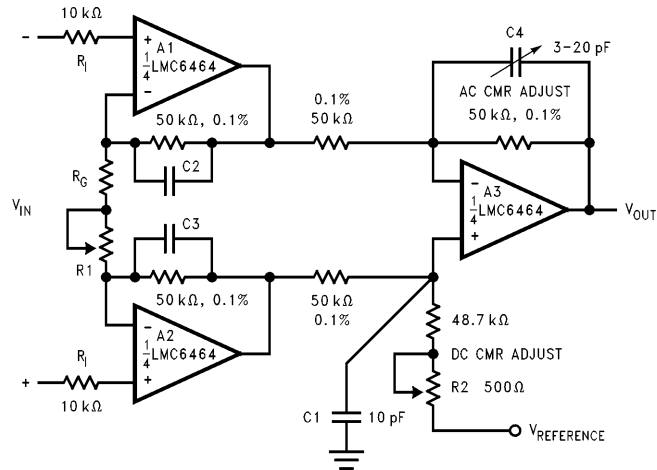 10 kΩ
−
RI
+
A1
1/4 LMC6464
−
50 kΩ, 0.1%
C2
0.1%
50 kΩ
C4
3–20 pF
AC CMR ADJUST
50 kΩ, 0.1%
−
A3
1/4 LMC6464
+
VOUT
RG
VIN
R1
C3
50 kΩ, 0.1%
50 kΩ
0.1%
−
A2
1/4 LMC6464
+
RI
+
10 kΩ
48.7 kΩ
DC CMR ADJUST
R2 500Ω
C1
10 pF
VREFERENCE